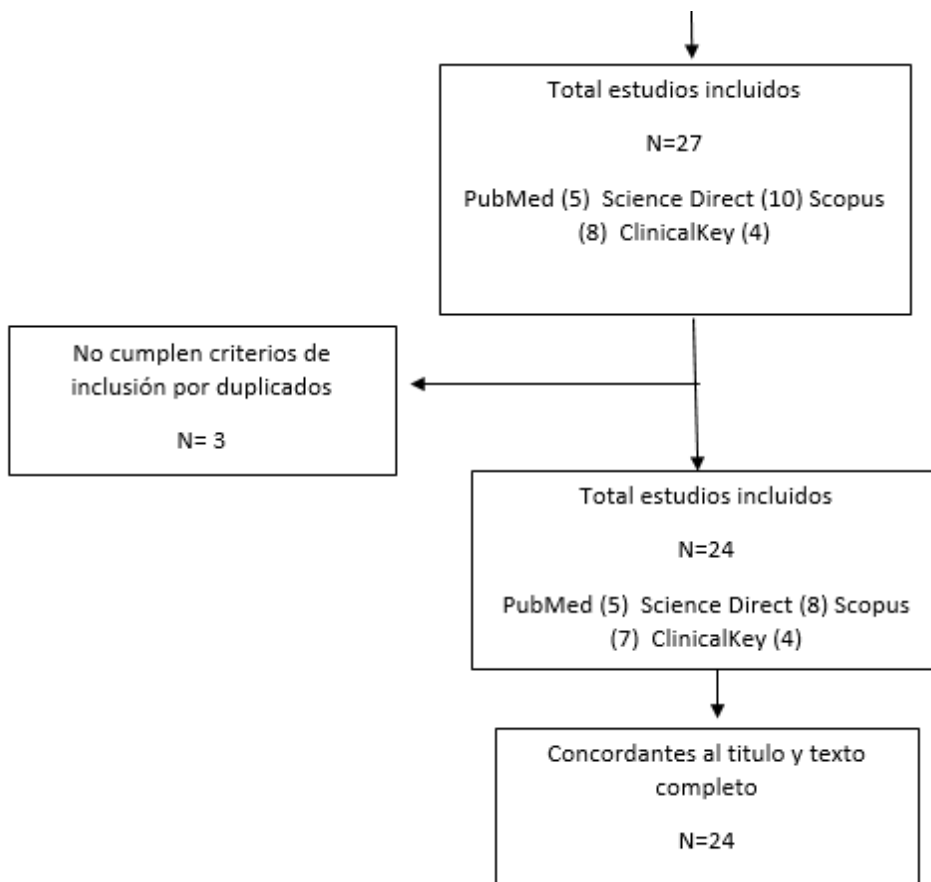 Total estudios incluidos
N=27
PubMed (5)  Science Direct (10) Scopus
(8)  ClinicalKey (4)
No cumplen criterios de
inclusión por duplicados
N= 3
Total estudios incluidos
N=24
PubMed (5)  Science Direct (8) Scopus
(7)  ClinicalKey (4)
Concordantes al titulo y texto
completo
N=24